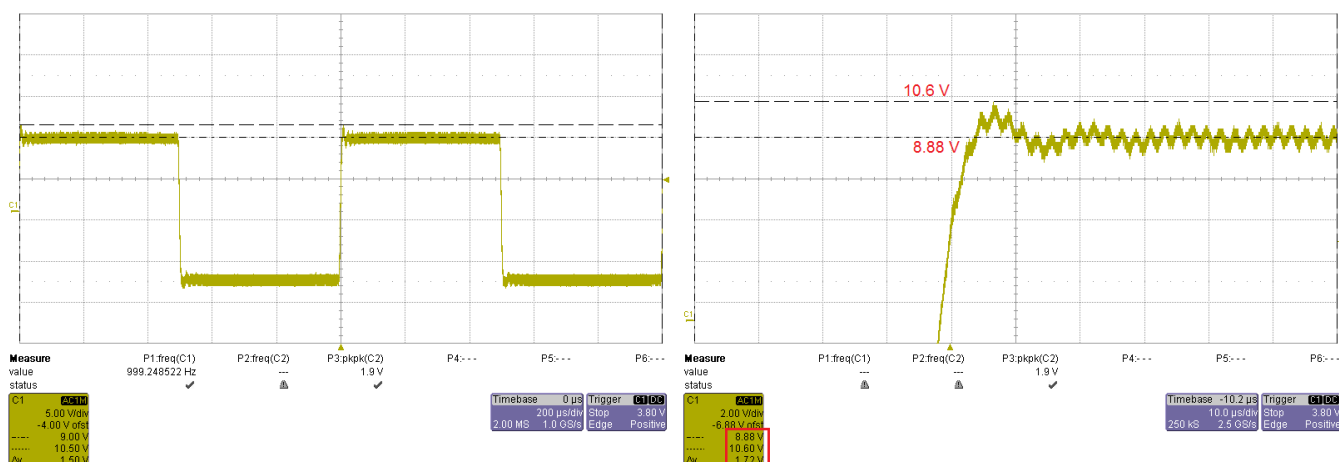 C1
Measure P1:freq(C1) P2:freq(C2) P3:pkpk(C2) P4:- - - P5:- - - P6:- - -
value 999.248522 Hz --- 1.9 V
status
C1 AC1M
5.00 V/div
-4.00 V ofst
9.00 V
10.50 V
Δv 1.50 V
Timebase 0 µs
200 µs/div
2.00 MS 1.0 GS/s
Trigger C1 DC
Stop 3.80 V
Edge Positive
10.6 V
8.88 V
C1
Measure P1:freq(C1) P2:freq(C2) P3:pkpk(C2) P4:- - - P5:- - - P6:- - -
value --- --- 1.9 V
status
C1 AC1M
2.00 V/div
-6.88 V ofst
8.88 V
10.60 V
Δv 1.72 V
Timebase -10.2 µs
10.0 µs/div
250 kS 2.5 GS/s
Trigger C1 DC
Stop 3.80 V
Edge Positive